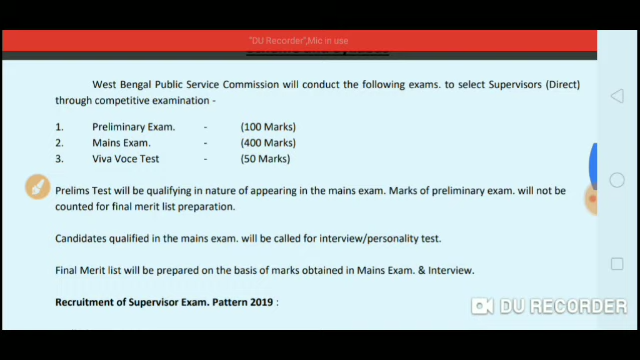 "DU Recorder",Mic in use
West Bengal Public Service Commission will conduct the following exams. to select Supervisors (Direct)
through competitive examination -
1. Preliminary Exam. - (100 Marks)
2. Mains Exam. - (400 Marks)
3. Viva Voce Test - (50 Marks)
Prelims Test will be qualifying in nature of appearing in the mains exam. Marks of preliminary exam. will not be
counted for final merit list preparation.
Candidates qualified in the mains exam. will be called for interview/personality test.
Final Merit list will be prepared on the basis of marks obtained in Mains Exam. & Interview.
Recruitment of Supervisor Exam. Pattern 2019 :
DU RECORDER